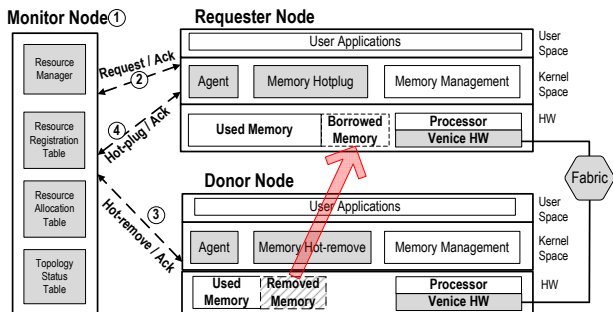 Monitor Node①
Resource
Manager
Resource
Registration
Table
Resource
Allocation
Table
Topology
Status
Table
Request / Ack
②
④
Hot-plug / Ack
③
Hot-remove / Ack
Requester Node
User Applications
User
Space
Agent
Memory Hotplug
Memory Management
Kernel
Space
Used Memory
Borrowed
Memory
Processor
Venice HW
HW
Fabric
Donor Node
User Applications
User
Space
Agent
Memory Hot-remove
Memory Management
Kernel
Space
Used
Memory
Removed
Memory
Processor
Venice HW
HW